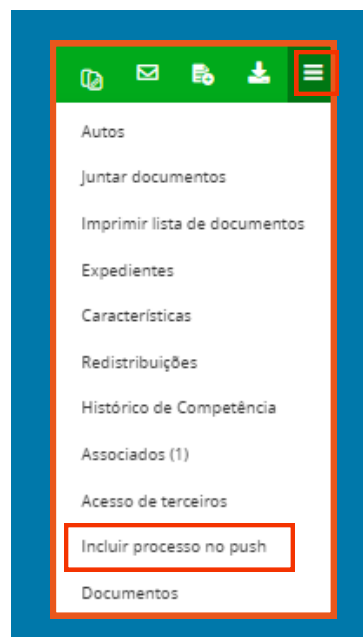 Autos
Juntar documentos
Imprimir lista de documentos
Expedientes
Características
Redistribuições
Histórico de Competência
Associados (1)
Acesso de terceiros
Incluir processo no push
Documentos